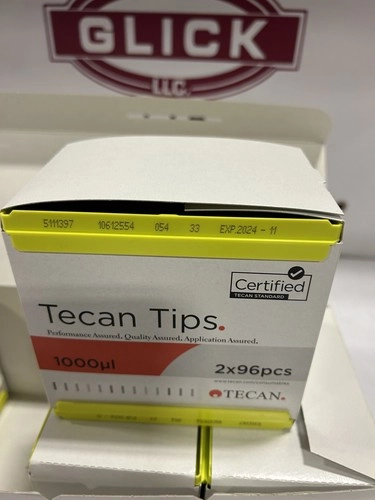 GLICK
LLC.
5111397 10612554 054 33 EXP.2024-11
Certified
TECAN STANDARD
Tecan Tips.
Performance Assured. Quality Assured. Application Assured.
1000µl
2x96pcs
TECAN.